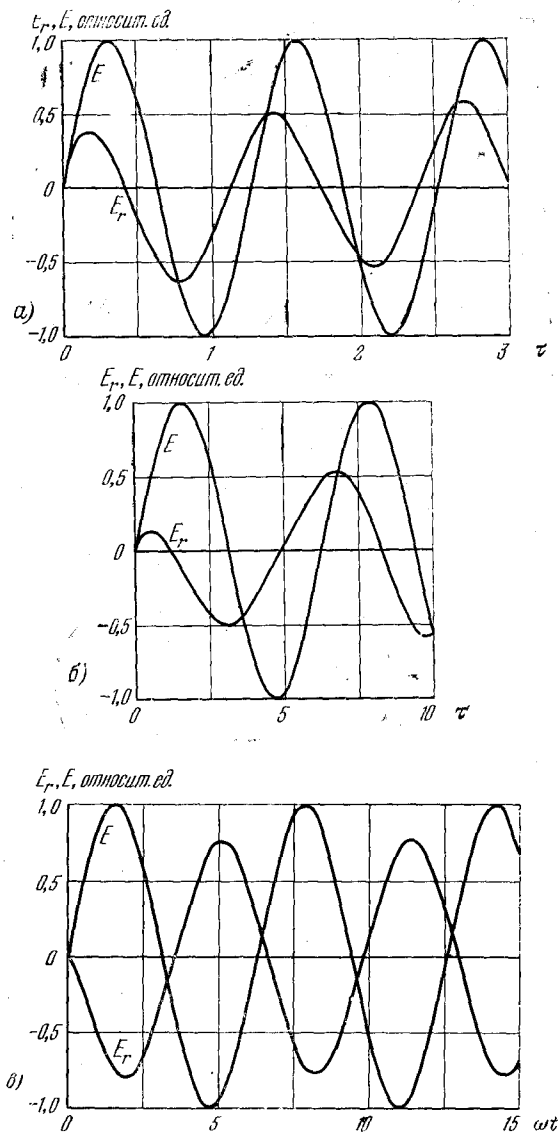 Er, E, относит. ед.
1,0
E
0,5
0
Er
-0,5
а)
-1,0
0 1 2 τ 3
Er, E, относит. ед.
1,0
E
0,5
Er
0
-0,5
б)
-1,0
0 5 10 τ
Er, E, относит. ед.
1,0
E
0,5
0
-0,5
Er
в)
-1,0
0 5 10 15 ωt